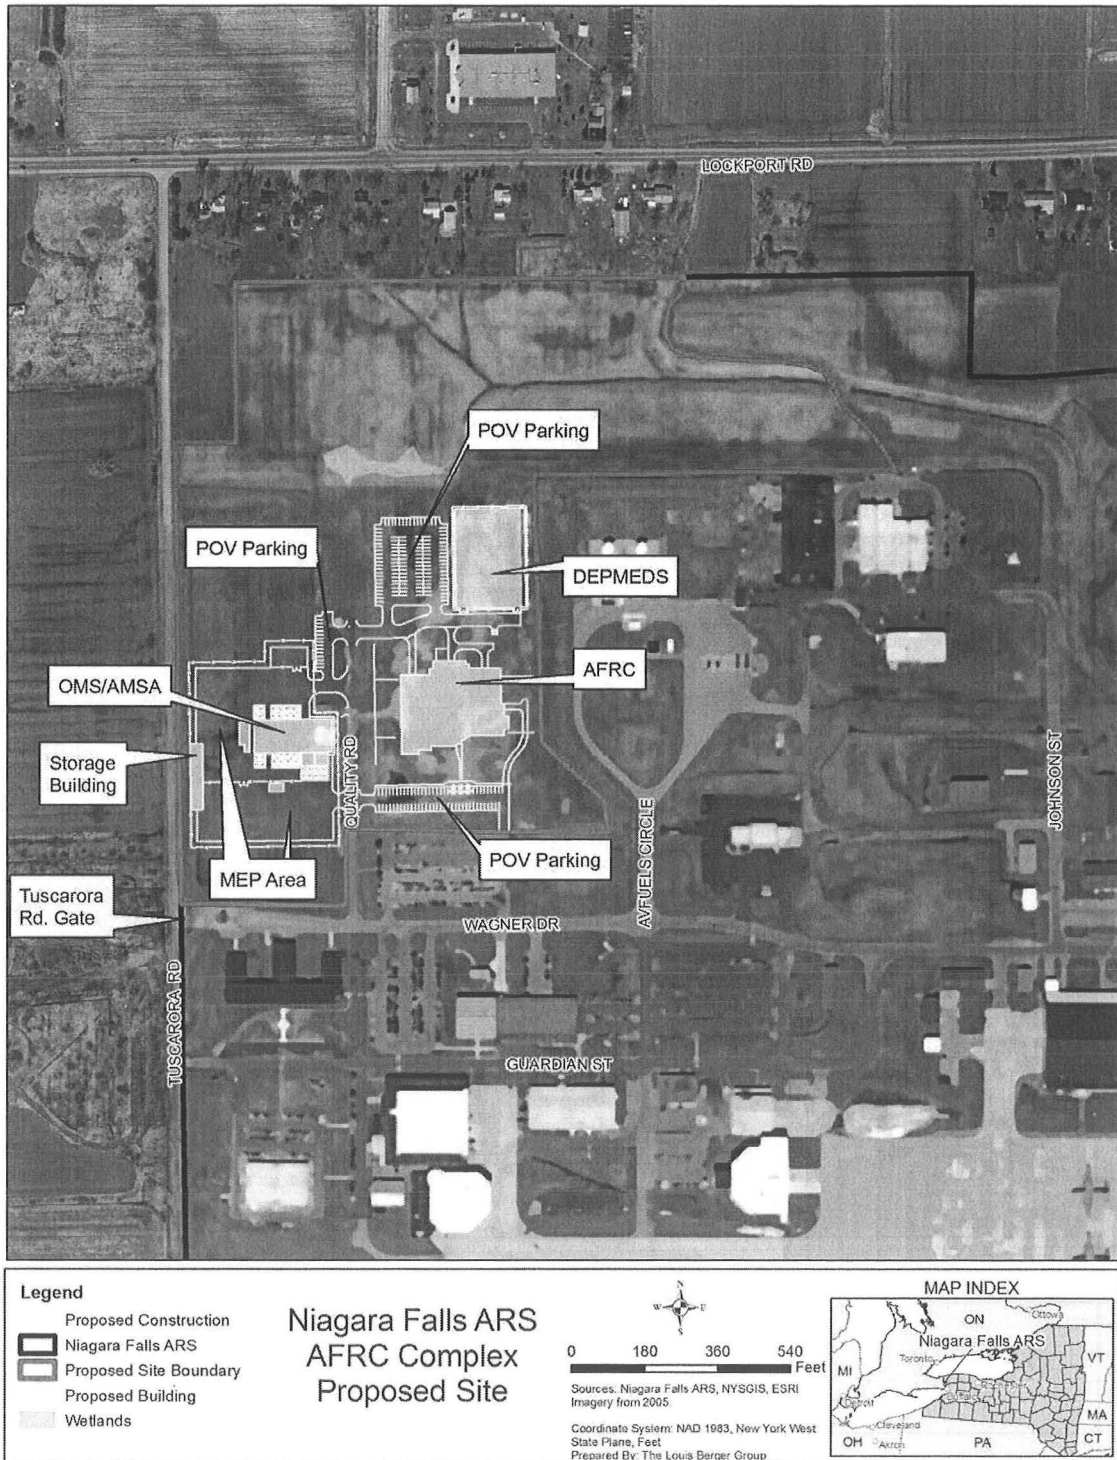 LOCKPORT RD
POV Parking
POV Parking
DEPMEDS
AFRC
OMS/AMSA
Storage
Building
QUALITY RD
JOHNSON ST
AVFUELS CIRCLE
POV Parking
MEP Area
Tuscarora
Rd. Gate
WAGNER DR
TUSCARORA RD
GUARDIAN ST
Legend
Proposed Construction
Niagara Falls ARS
Proposed Site Boundary
Proposed Building
Wetlands
Niagara Falls ARS
AFRC Complex
Proposed Site
N
W E
S
0 180 360 540
Feet
Sources: Niagara Falls ARS, NYSGIS, ESRI
Imagery from 2005.
Coordinate System: NAD 1983, New York West
State Plane, Feet
Prepared By: The Louis Berger Group
MAP INDEX
ON
Ottowa
Niagara Falls ARS
Toronto
VT
MI
Rochester
Buffalo
Detroit
MA
Cleveland
CT
OH
Akron
PA